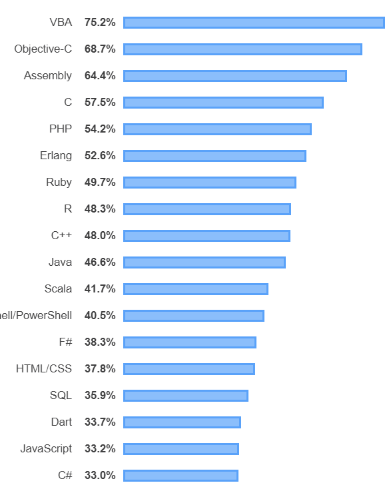 VBA 75.2%
Objective-C 68.7%
Assembly 64.4%
C 57.5%
PHP 54.2%
Erlang 52.6%
Ruby 49.7%
R 48.3%
C++ 48.0%
Java 46.6%
Scala 41.7%
ell/PowerShell 40.5%
F# 38.3%
HTML/CSS 37.8%
SQL 35.9%
Dart 33.7%
JavaScript 33.2%
C# 33.0%